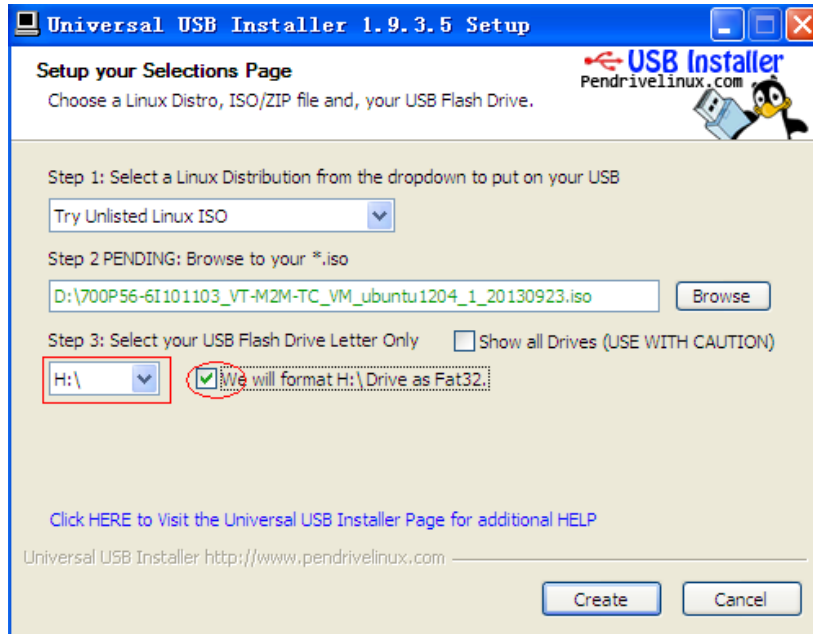 Universal USB Installer 1.9.3.5 Setup
Setup your Selections Page
Choose a Linux Distro, ISO/ZIP file and, your USB Flash Drive.
USB Installer
Pendrivelinux.com
Step 1: Select a Linux Distribution from the dropdown to put on your USB
Try Unlisted Linux ISO
Step 2 PENDING: Browse to your *.iso
D:\700P56-6I101103_VT-M2M-TC_VM_ubuntu1204_1_20130923.iso
Browse
Step 3: Select your USB Flash Drive Letter Only
Show all Drives (USE WITH CAUTION)
H:\
We will format H:\ Drive as Fat32.
Click HERE to Visit the Universal USB Installer Page for additional HELP
Universal USB Installer http://www.pendrivelinux.com
Create
Cancel